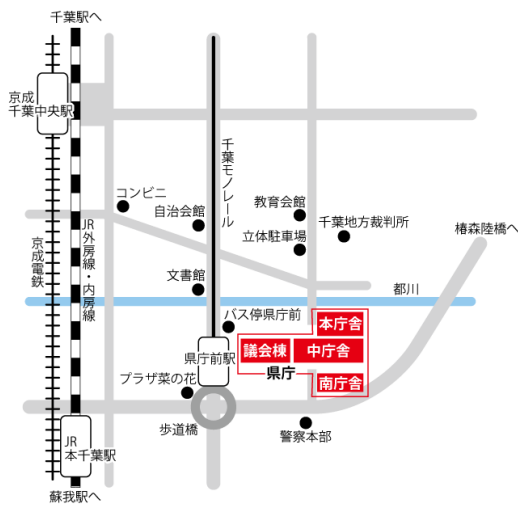 千葉駅へ
京成
千葉中央駅
千葉モノレール
コンビニ
自治会館
教育会館
千葉地方裁判所
立体駐車場
椿森陸橋へ
JR外房線・内房線
京成電鉄
文書館
都川
バス停県庁前
本庁舎
議会棟
中庁舎
県庁前駅
県庁
プラザ菜の花
南庁舎
歩道橋
警察本部
JR
本千葉駅
蘇我駅へ